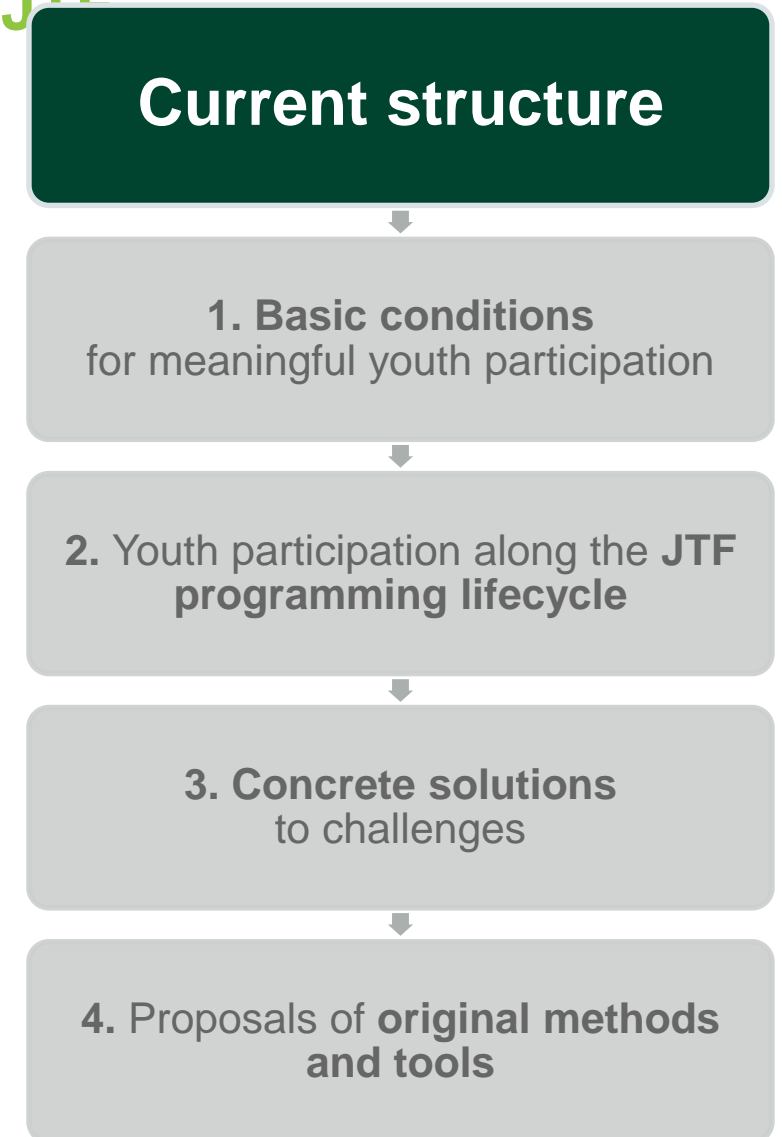 Current structure
1. Basic conditions
for meaningful youth participation
2. Youth participation along the JTF
programming lifecycle
3. Concrete solutions
to challenges
4. Proposals of original methods
and tools